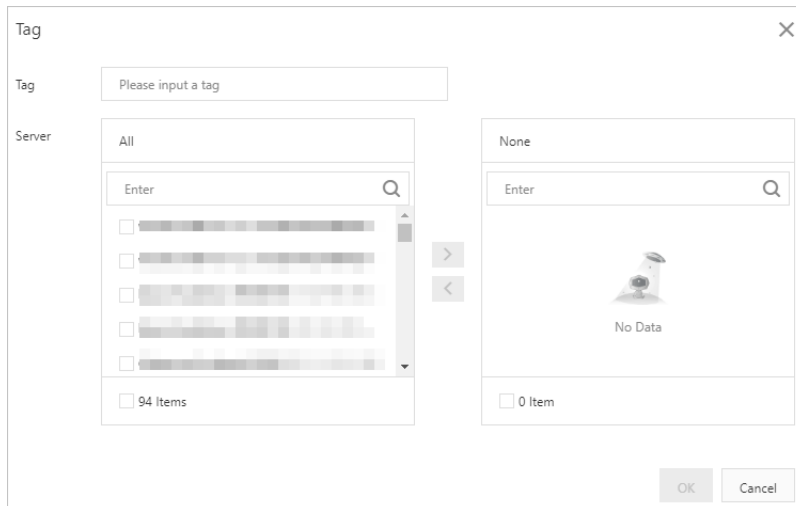 Tag
Tag
Please input a tag
Server
All
Enter
94 Items
None
Enter
No Data
0 Item
OK
Cancel